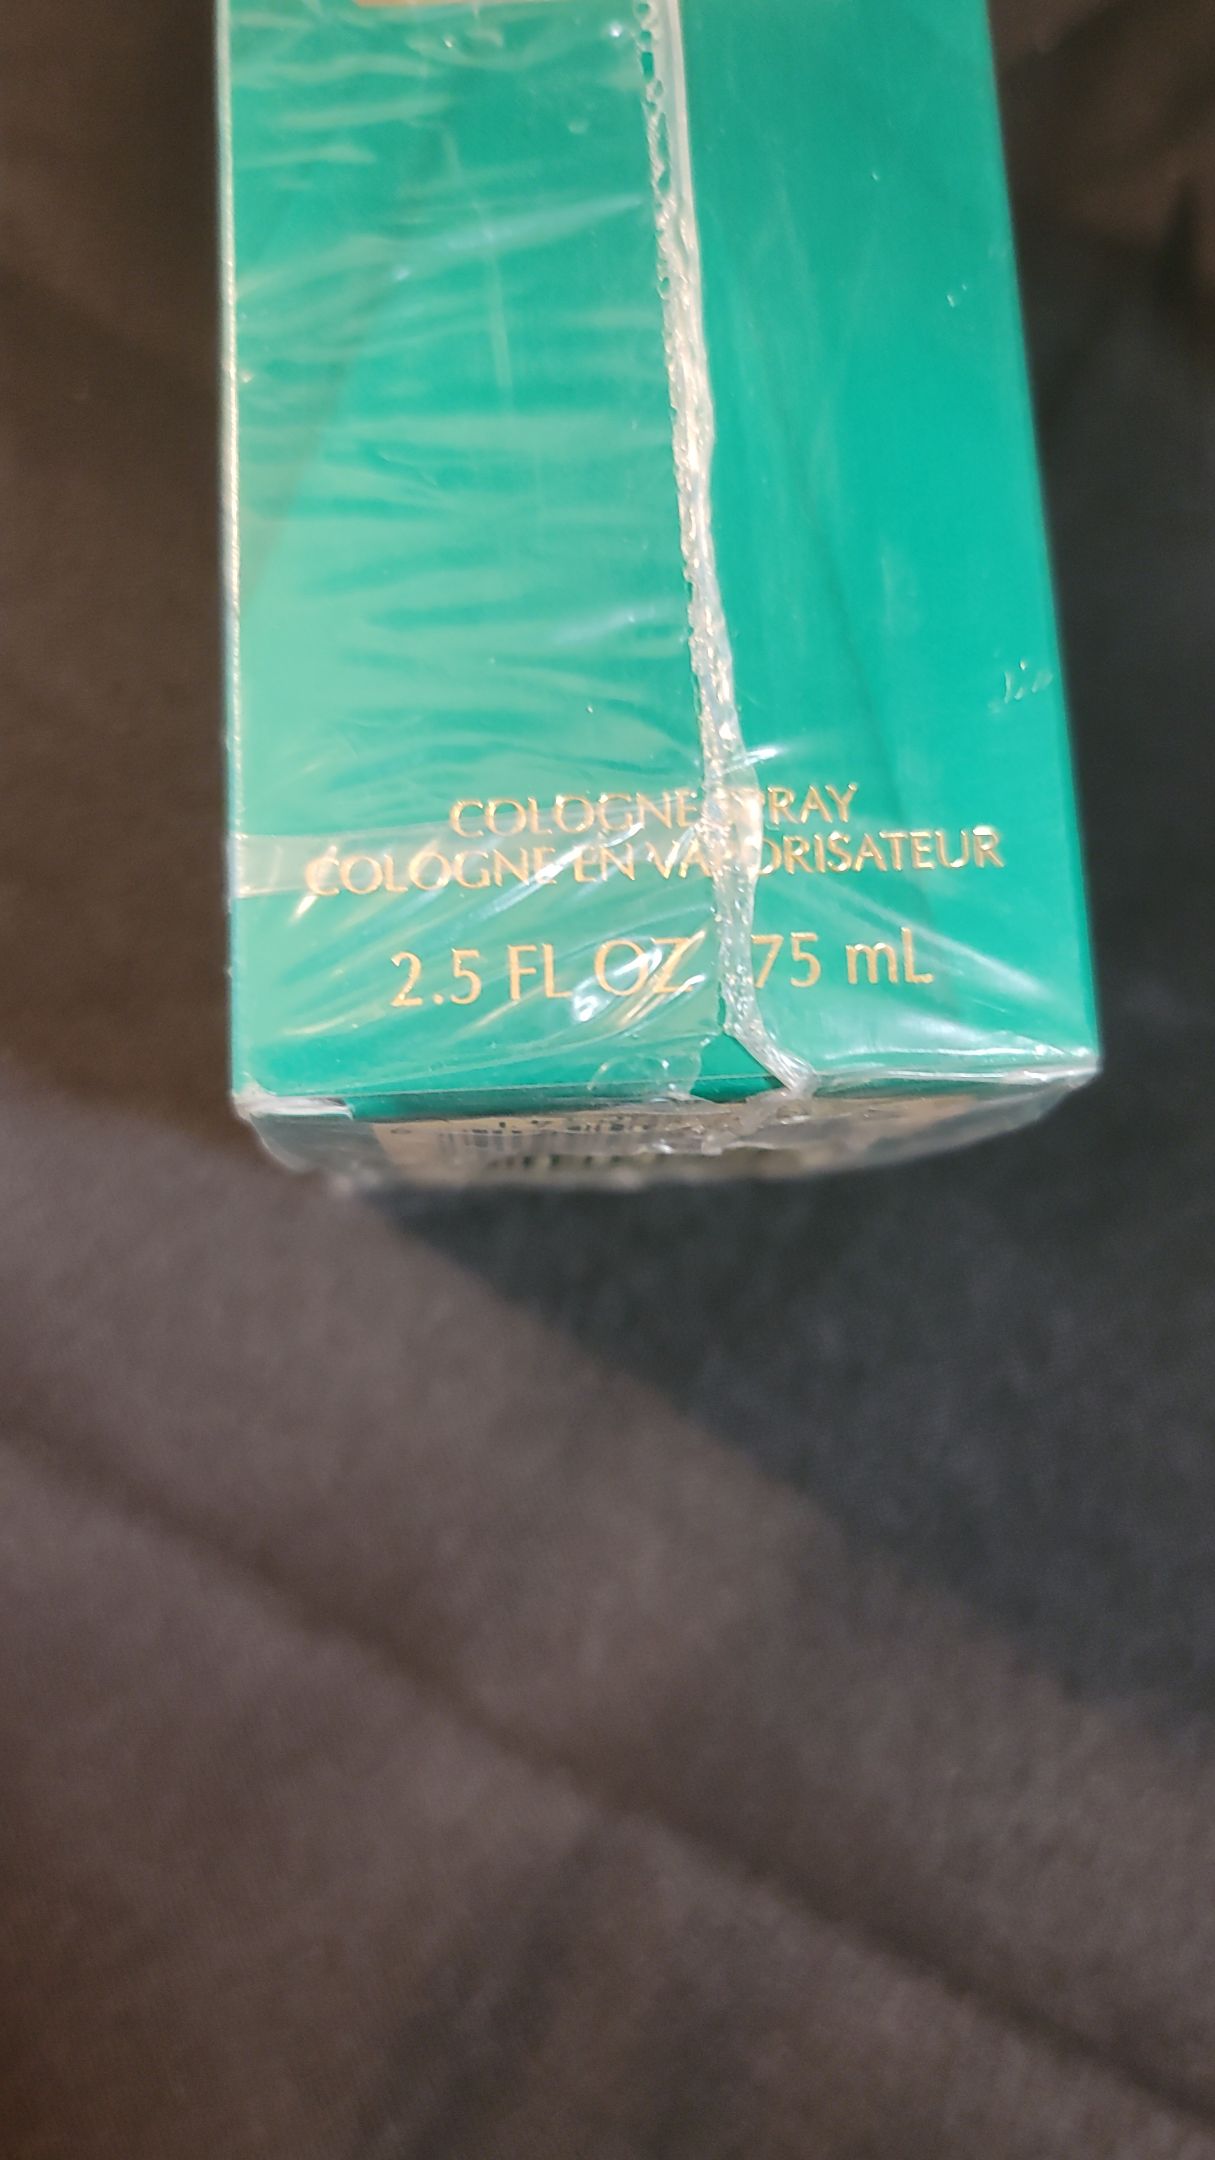 COLOGNE SPRAY
COLOGNE EN VAPORISATEUR
2.5 FL OZ 75 mL